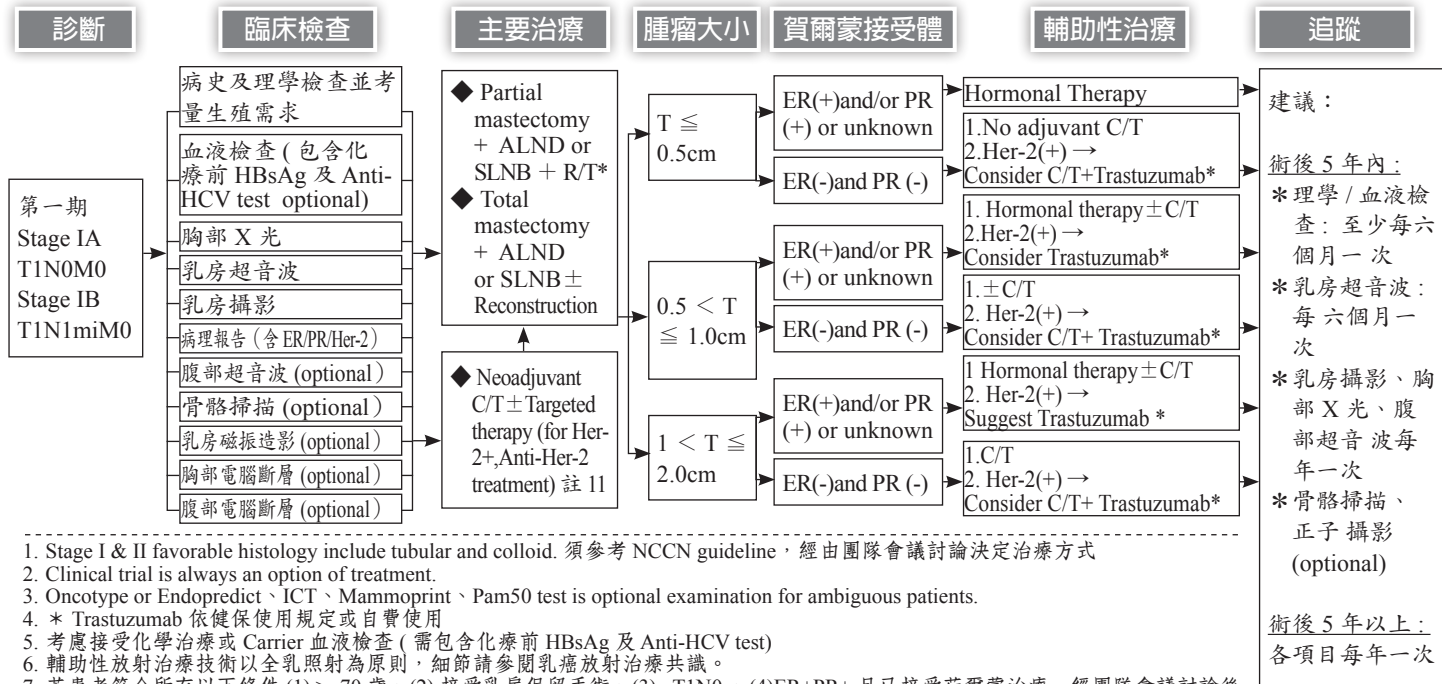 診斷
臨床檢查
主要治療
腫瘤大小
賀爾蒙接受體
輔助性治療
追蹤
第一期
Stage IA
T1N0M0
Stage IB
T1N1miM0
病史及理學檢查並考
量生殖需求
血液檢查 ( 包含化
療前 HBsAg 及 Anti-
HCV test optional)
胸部 X 光
乳房超音波
乳房攝影
病理報告（含 ER/PR/Her-2）
腹部超音波 (optional）
骨骼掃描 (optional）
乳房磁振造影 (optional）
胸部電腦斷層 (optional）
腹部電腦斷層 (optional）
◆ Partial
mastectomy
+ ALND or
SLNB + R/T*
◆ Total
mastectomy
+ ALND
or SLNB±
Reconstruction
◆ Neoadjuvant
C/T±Targeted
therapy (for Her-
2+,Anti-Her-2
treatment) 註 11
T ≦
0.5cm
0.5 < T
≦ 1.0cm
1 < T ≦
2.0cm
ER(+)and/or PR
(+) or unknown
ER(-)and PR (-)
ER(+)and/or PR
(+) or unknown
ER(-)and PR (-)
ER(+)and/or PR
(+) or unknown
ER(-)and PR (-)
Hormonal Therapy
1.No adjuvant C/T
2.Her-2(+) →
Consider C/T+Trastuzumab*
1. Hormonal therapy±C/T
2.Her-2(+) →
Consider Trastuzumab*
1.±C/T
2. Her-2(+) →
Consider C/T+ Trastuzumab*
1 Hormonal therapy±C/T
2. Her-2(+) →
Suggest Trastuzumab *
1.C/T
2. Her-2(+) →
Consider C/T+ Trastuzumab*
建議：
術後 5 年內 :
＊理學 / 血液檢
查 : 至少每六
個月一 次
＊乳房超音波 :
每 六個月一
次
＊乳房攝影、胸
部 X 光、腹
部超音 波每
年一次
＊骨骼掃描、
正子 攝影
(optional)
術後 5 年以上 :
各項目每年一次
1. Stage I & II favorable histology include tubular and colloid. 須參考 NCCN guideline，經由團隊會議討論決定治療方式
2. Clinical trial is always an option of treatment.
3. Oncotype or Endopredict、ICT、Mammoprint、Pam50 test is optional examination for ambiguous patients.
4. ＊ Trastuzumab 依健保使用規定或自費使用
5. 考慮接受化學治療或 Carrier 血液檢查 ( 需包含化療前 HBsAg 及 Anti-HCV test)
6. 輔助性放射治療技術以全乳照射為原則，細節請參閱乳癌放射治療共識。